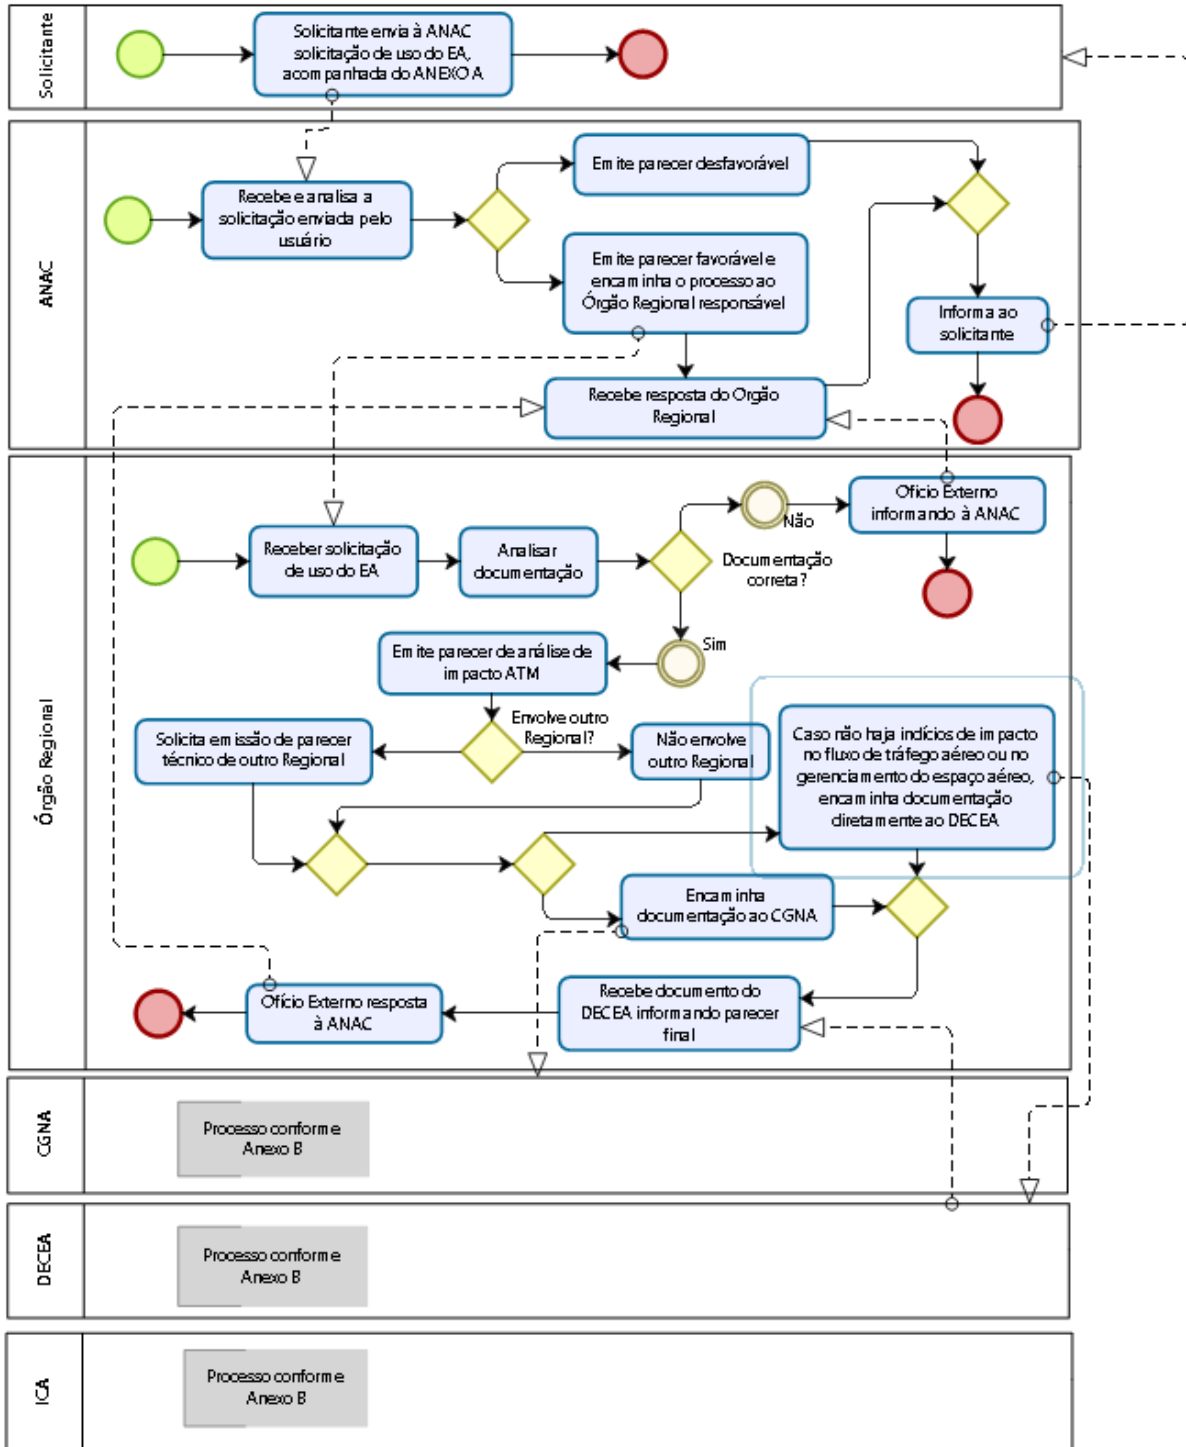 Solicitante
Solicitante envia à ANAC
solicitação de uso do EA,
acompanhada do ANEXO A
ANAC
Emite parecer desfavorável
Recebe e analisa a
solicitação enviada pelo
usuário
Emite parecer favorável e
encaminha o processo ao
Órgão Regional responsável
Informa ao
solicitante
Recebe resposta do Orgão
Regional
Órgão Regional
Receber solicitação
de uso do EA
Analisar
documentação
Não
Documentação
correta?
Oficio Externo
informando à ANAC
Sim
Emite parecer de análise de
impacto ATM
Envolve outro
Regional?
Solicita emissão de parecer
técnico de outro Regional
Não envolve
outro Regional
Caso não haja indícios de impacto
no fluxo de tráfego aéreo ou no
gerenciamento do espaço aéreo,
encaminha documentação
diretamente ao DECEA
Encaminha
documentação ao CGNA
Recebe documento do
DECEA informando parecer
final
Ofício Externo resposta
à ANAC
CGNA
Processo conforme
Anexo B
DECEA
Processo conforme
Anexo B
ICA
Processo conforme
Anexo B